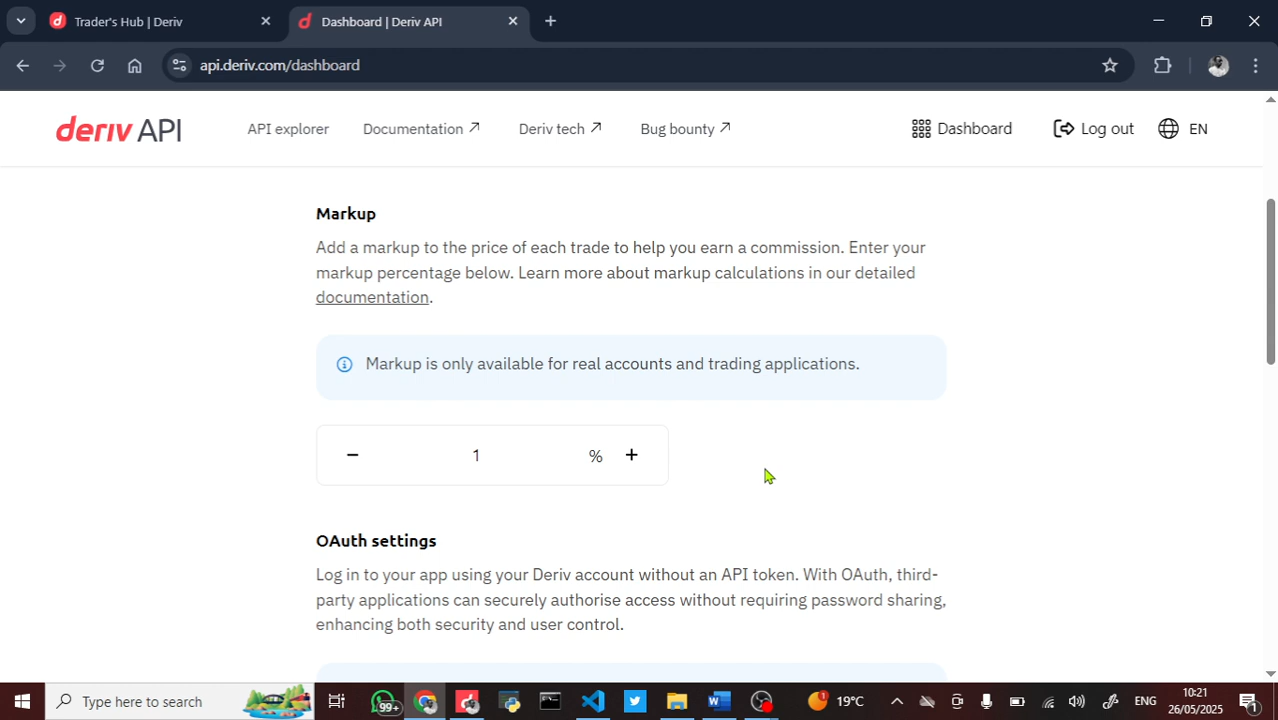 Trader's Hub | Deriv
Dashboard | Deriv API
api.deriv.com/dashboard
deriv API
API explorer
Documentation
Deriv tech
Bug bounty
Dashboard
Log out
EN
Markup
Add a markup to the price of each trade to help you earn a commission. Enter your
markup percentage below. Learn more about markup calculations in our detailed
documentation.
Markup is only available for real accounts and trading applications.
− 1 % +
OAuth settings
Log in to your app using your Deriv account without an API token. With OAuth, third-
party applications can securely authorise access without requiring password sharing,
enhancing both security and user control.
Type here to search
99+
1
19°C
ENG
10:21
26/05/2025
1